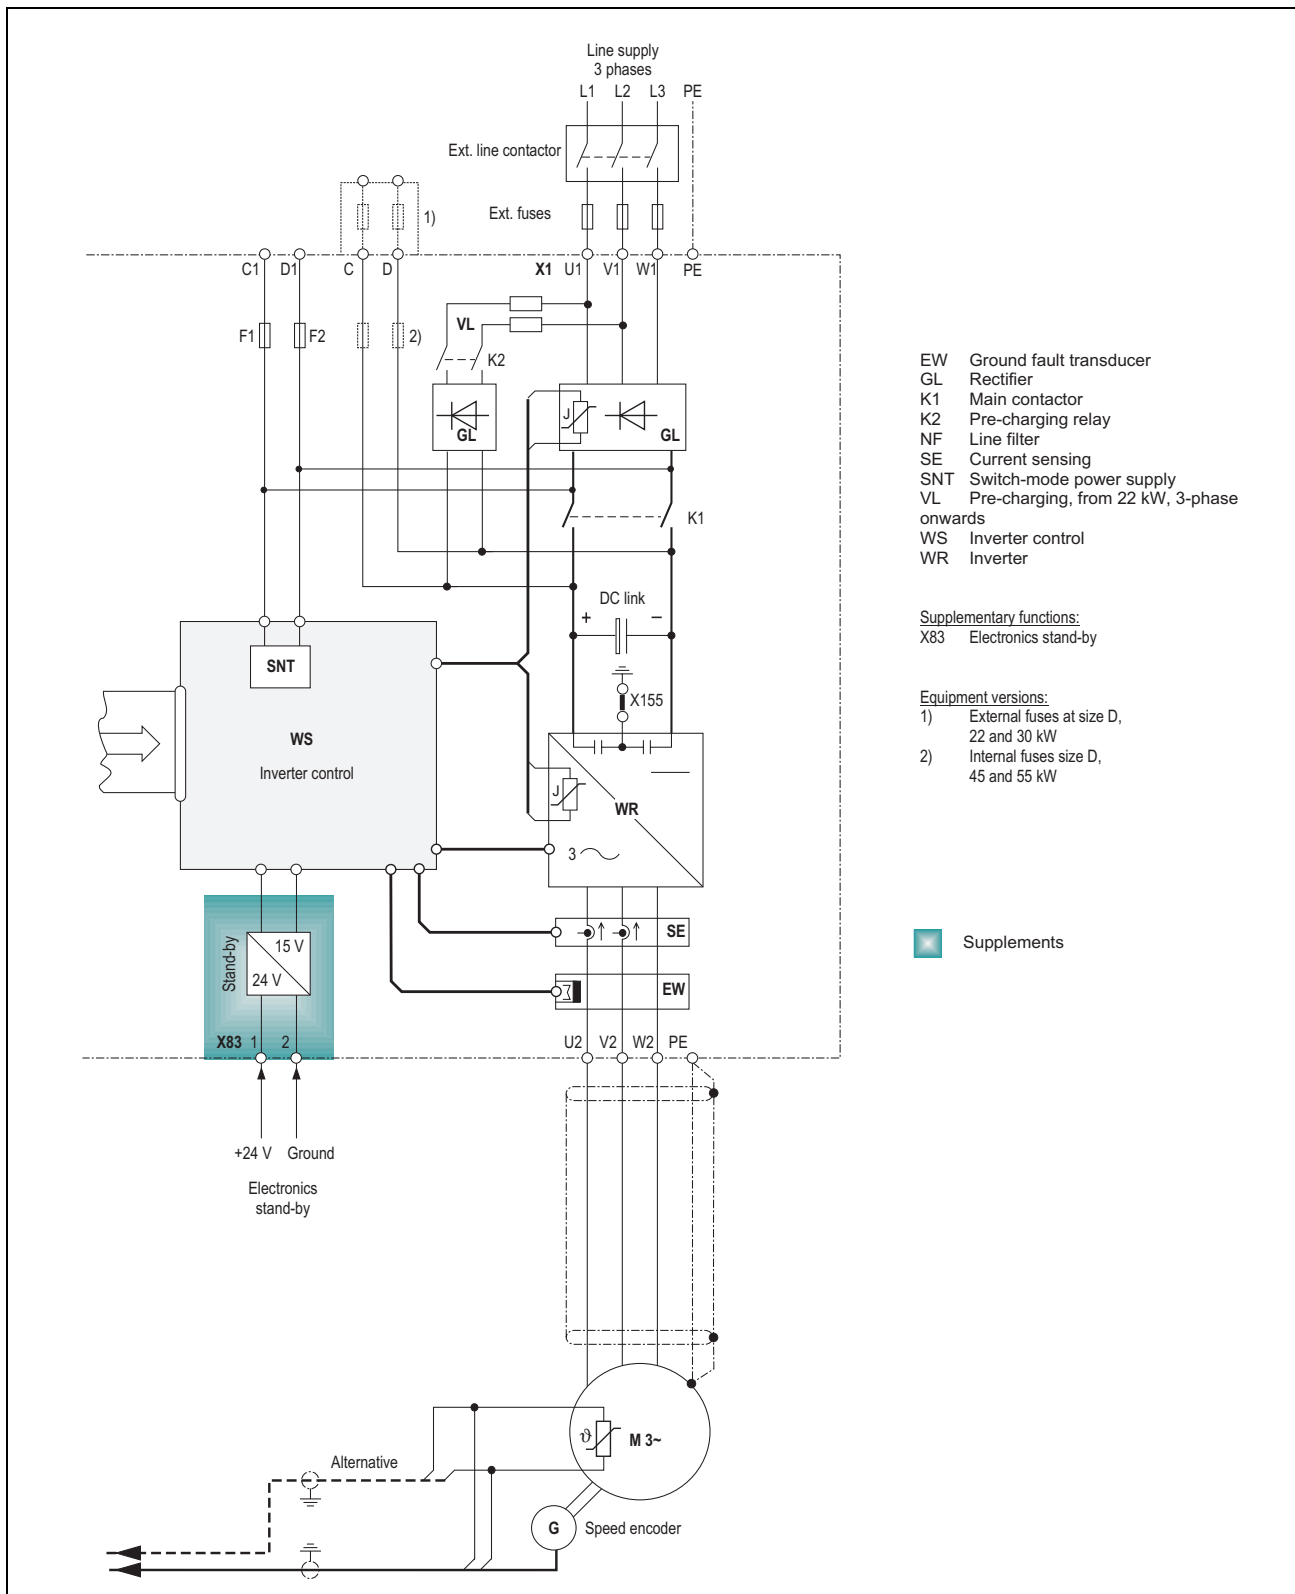 Line supply
3 phases
L1 L2 L3 PE
Ext. line contactor
1)
Ext. fuses
C1 D1 C D X1 U1 V1 W1 PE
F1 F2 2) VL K2
J
GL GL
K1
DC link
+ –
SNT
X155
WS
Inverter control
J
WR
3
SE
Stand-by
15 V
24 V
EW
X83 1 2 U2 V2 W2 PE
+24 V Ground
Electronics
stand-by
ϑ M 3~
Alternative
G Speed encoder
EW Ground fault transducer
GL Rectifier
K1 Main contactor
K2 Pre-charging relay
NF Line filter
SE Current sensing
SNT Switch-mode power supply
VL Pre-charging, from 22 kW, 3-phase
onwards
WS Inverter control
WR Inverter
Supplementary functions:
X83 Electronics stand-by
Equipment versions:
1) External fuses at size D,
22 and 30 kW
2) Internal fuses size D,
45 and 55 kW
Supplements